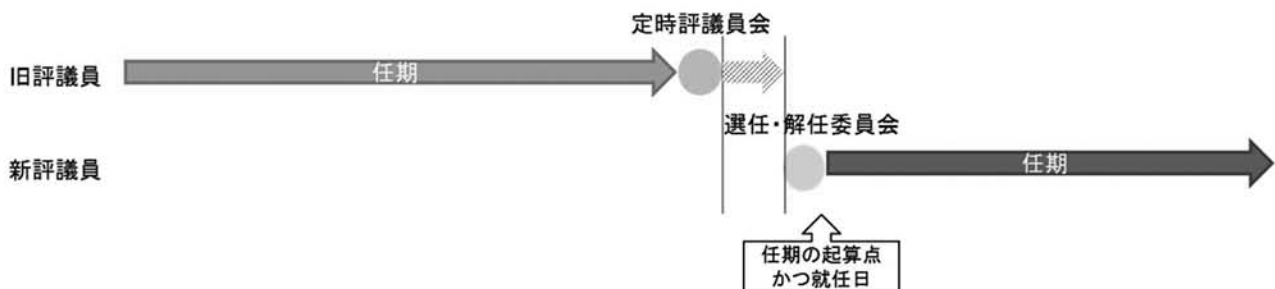 定時評議員会
旧評議員
任期
選任・解任委員会
新評議員
任期
任期の起算点
かつ就任日